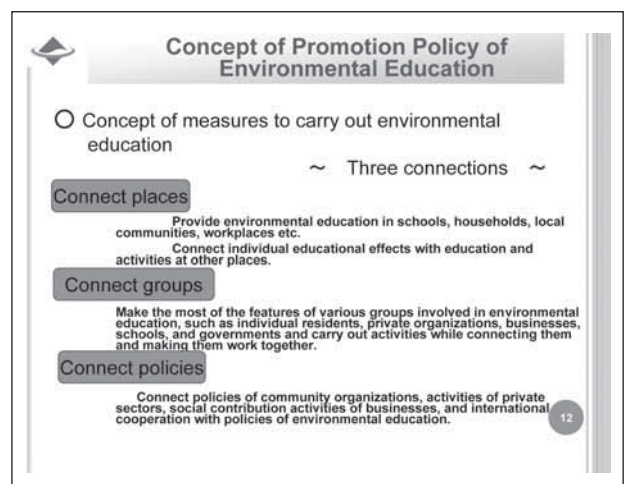 Concept of Promotion Policy of
Environmental Education
○ Concept of measures to carry out environmental
education
~ Three connections ~
Connect places
Provide environmental education in schools, households, local
communities, workplaces etc.
Connect individual educational effects with education and
activities at other places.
Connect groups
Make the most of the features of various groups involved in environmental
education, such as individual residents, private organizations, businesses,
schools, and governments and carry out activities while connecting them
and making them work together.
Connect policies
Connect policies of community organizations, activities of private
sectors, social contribution activities of businesses, and international
cooperation with policies of environmental education.
12